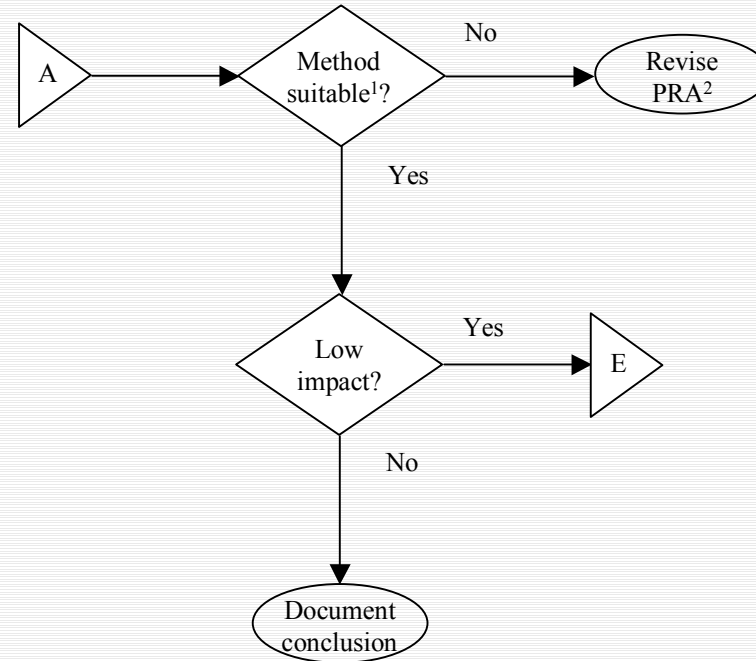 No
A
Method
suitable¹?
Revise
PRA²
Yes
Low
impact?
Yes
E
No
Document
conclusion